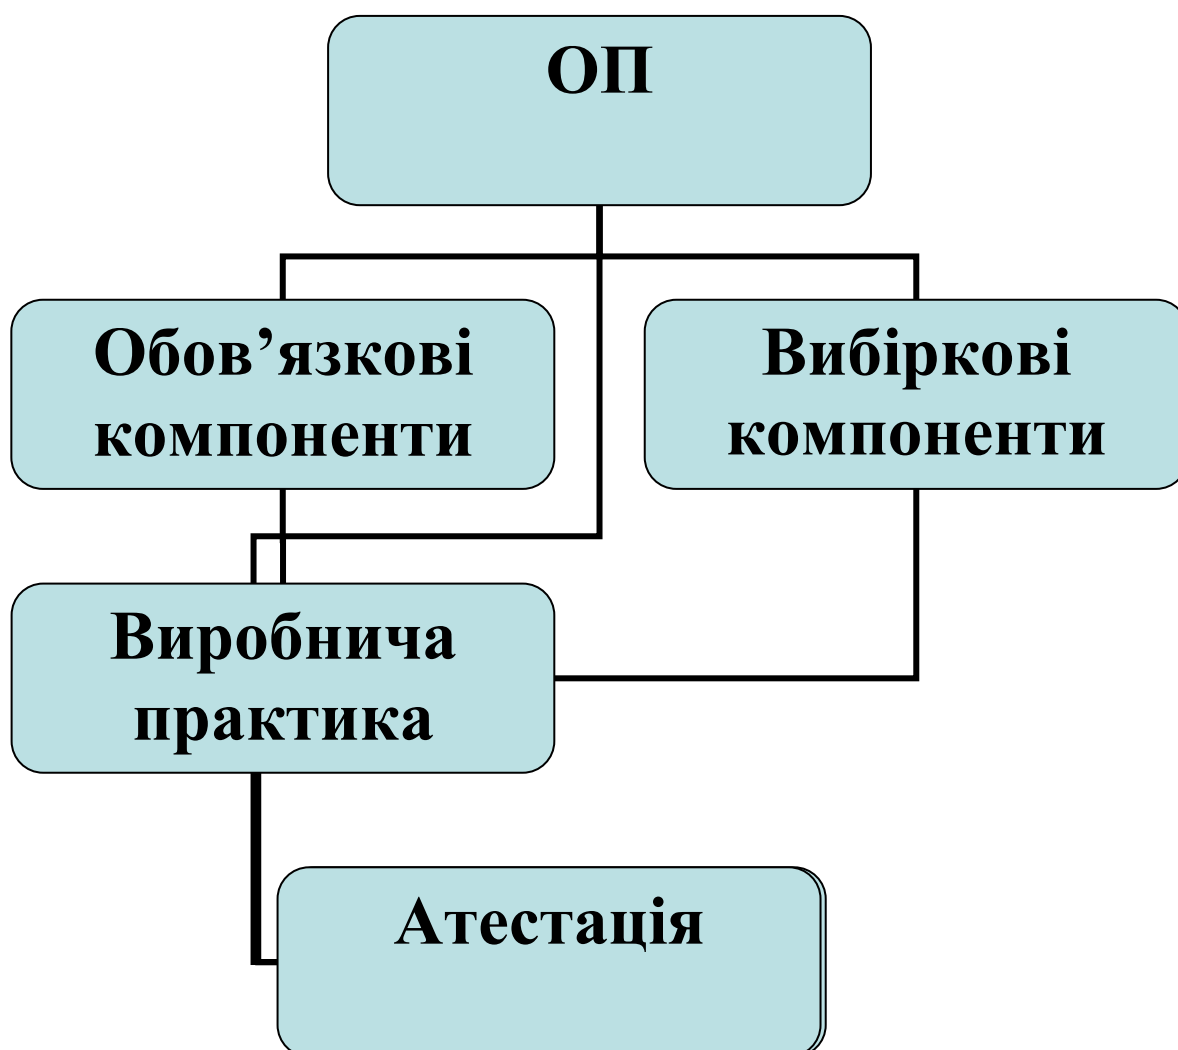 ОП
Обов’язкові
компоненти
Вибіркові
компоненти
Виробнича
практика
Атестація